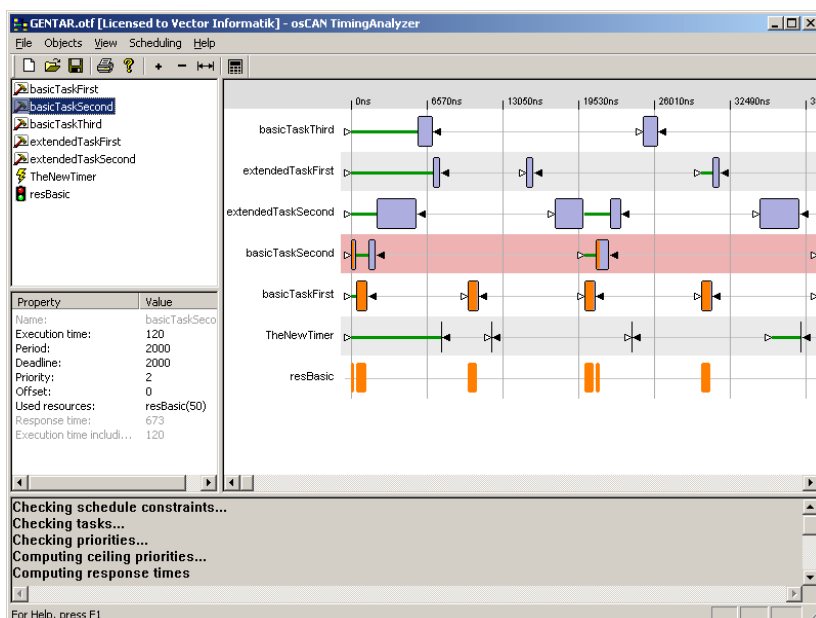 GENTAR.otf [Licensed to Vector Informatik] - osCAN TimingAnalyzer
File Objects View Scheduling Help
basicTaskFirst
basicTaskSecond
basicTaskThird
extendedTaskFirst
extendedTaskSecond
TheNewTimer
resBasic
0ns 6570ns 13050ns 19530ns 26010ns 32490ns
basicTaskThird
extendedTaskFirst
extendedTaskSecond
basicTaskSecond
basicTaskFirst
TheNewTimer
resBasic
Property Value
Name: basicTaskSeco
Execution time: 120
Period: 2000
Deadline: 2000
Priority: 2
Offset: 0
Used resources: resBasic(50)
Response time: 673
Execution time includi... 120
Checking schedule constraints...
Checking tasks...
Checking priorities...
Computing ceiling priorities...
Computing response times
For Help, press F1